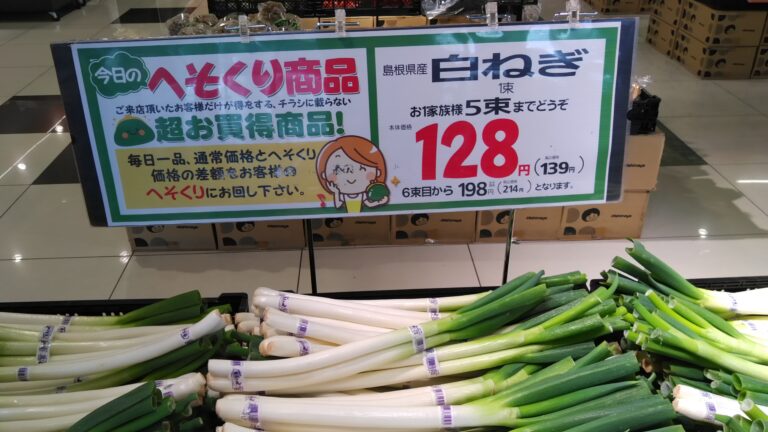 今日の
へそくり商品
ご来店頂いたお客様だけが得をする、チラシに載らない
超お買得商品!
毎日一品、通常価格とへそくり
価格の差額をお客様の
へそくりにお回し下さい。
島根県産 白ねぎ
1束
お1家族様5束までどうぞ
本体価格 128円 (139円)
6束目から 198円 (214円) となります。